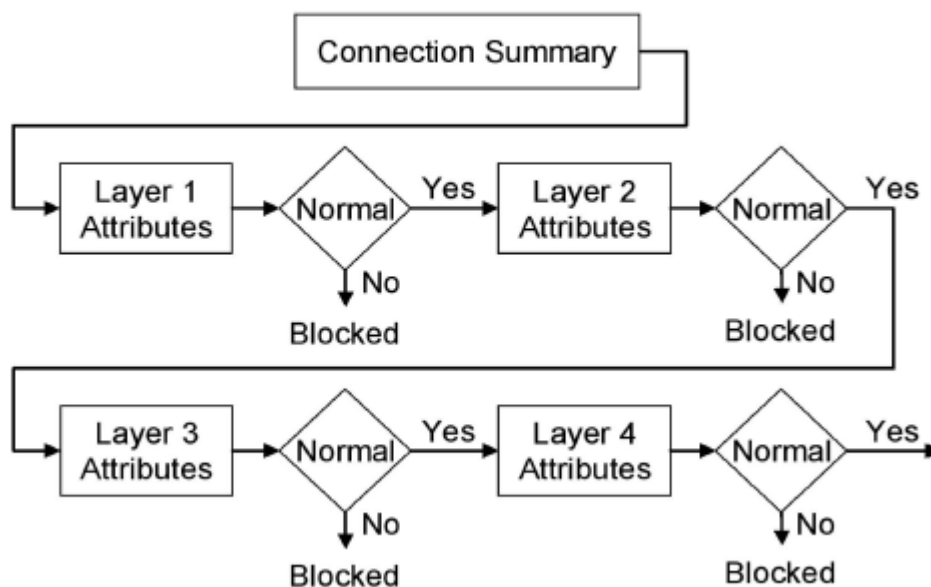 Connection Summary
Layer 1
Attributes
Normal
Yes
No
Blocked
Layer 2
Attributes
Normal
Yes
No
Blocked
Layer 3
Attributes
Normal
Yes
No
Blocked
Layer 4
Attributes
Normal
Yes
No
Blocked